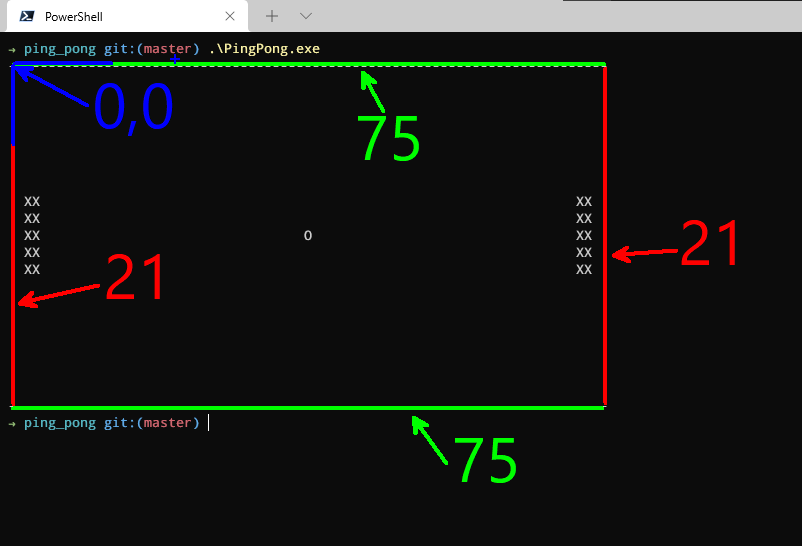 PowerShell
→ ping_pong git:(master) .\PingPong.exe
0,0
75
XX XX
XX XX
XX O XX
XX XX
XX XX
21
21
→ ping_pong git:(master)
75